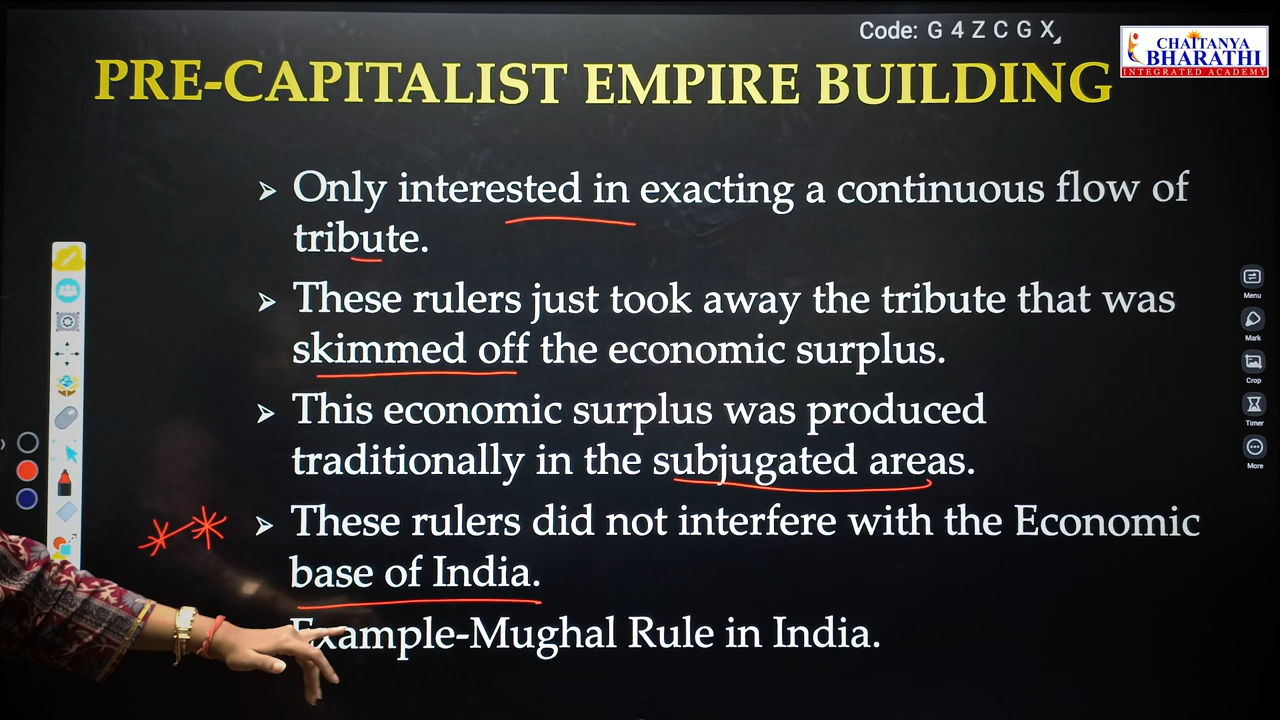 Code: G 4 Z C G X
CHAITANYA
BHARATHI
INTEGRATED ACADEMY
PRE-CAPITALIST EMPIRE BUILDING
Only interested in exacting a continuous flow of
tribute.
These rulers just took away the tribute that was
skimmed off the economic surplus.
This economic surplus was produced
traditionally in the subjugated areas.
These rulers did not interfere with the Economic
base of India.
Example-Mughal Rule in India.
Menu
Mark
Crop
Timer
More